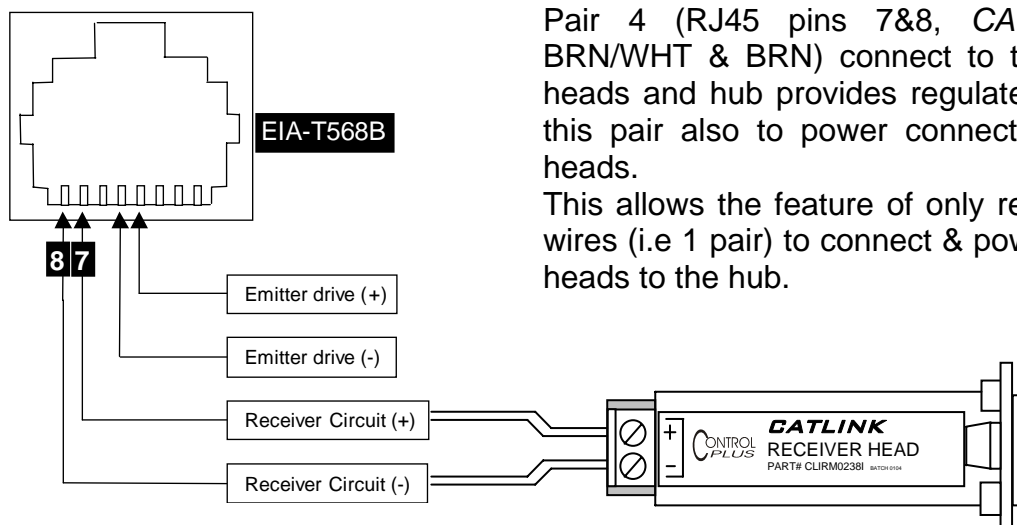 Pair 4 (RJ45 pins 7&8, CA
BRN/WHT & BRN) connect to t
heads and hub provides regulate
this pair also to power connect
heads.
This allows the feature of only re
wires (i.e 1 pair) to connect & pow
heads to the hub.
EIA-T568B
8 7
Emitter drive (+)
Emitter drive (-)
Receiver Circuit (+)
Receiver Circuit (-)
+
-
CONTROL
PLUS
CATLINK
RECEIVER HEAD
PART# CLIRM0238I BATCH 0104